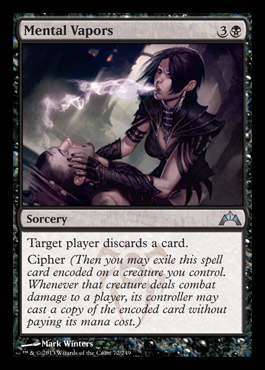 Mental Vapors 3
Sorcery
Target player discards a card.
Cipher (Then you may exile this spell
card encoded on a creature you control.
Whenever that creature deals combat
damage to a player, its controller may
cast a copy of the encoded card without
paying its mana cost.)
Mark Winters
™ & © 2013 Wizards of the Coast 72/249